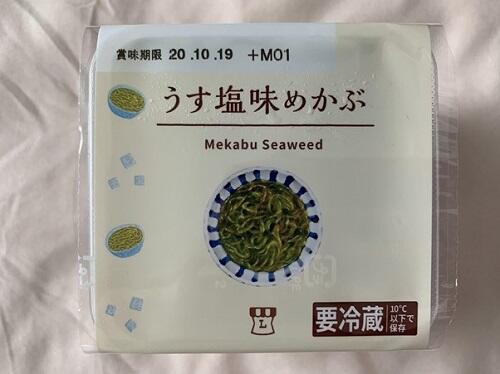 賞味期限 20.10.19 +M01
うす塩味めかぶ
Mekabu Seaweed
L
要冷蔵
10℃
以下で
保存